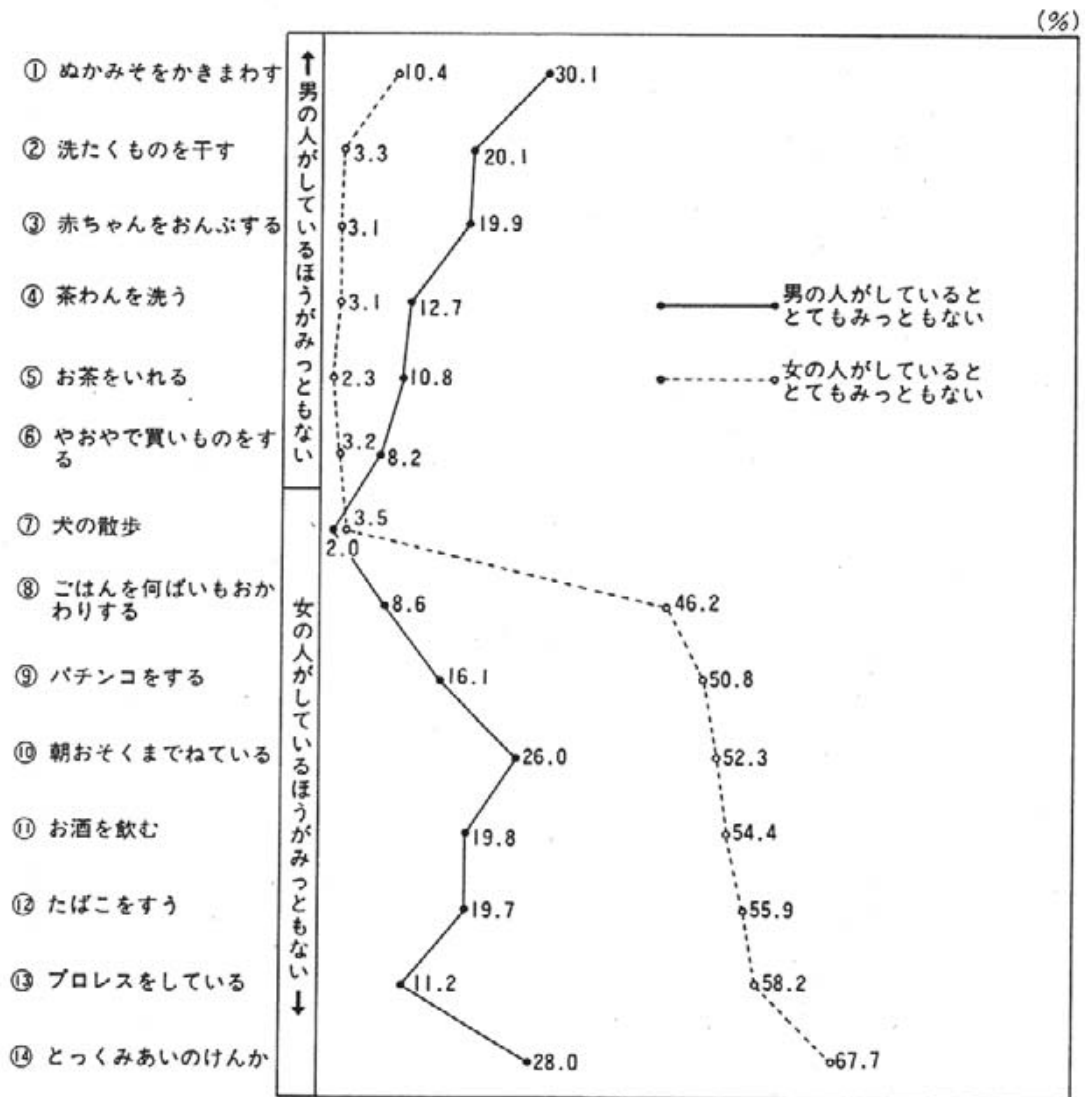 (%)
↑男の人がしているほうがみっともない
① ぬかみそをかきまわす 10.4 30.1
② 洗たくものを干す 3.3 20.1
③ 赤ちゃんをおんぶする 3.1 19.9
④ 茶わんを洗う 3.1 12.7
男の人がしていると
とてもみっともない
⑤ お茶をいれる 2.3 10.8
女の人がしていると
とてもみっともない
⑥ やおやで買いものをす
る
3.2 8.2
女の人がしているほうがみっともない↓
⑦ 犬の散歩 3.5
2.0
⑧ ごはんを何ばいもおか
わりする
8.6 46.2
⑨ パチンコをする 16.1 50.8
⑩ 朝おそくまでねている 26.0 52.3
⑪ お酒を飲む 19.8 54.4
⑫ たばこをすう 19.7 55.9
⑬ プロレスをしている 11.2 58.2
⑭ とっくみあいのけんか 28.0 67.7